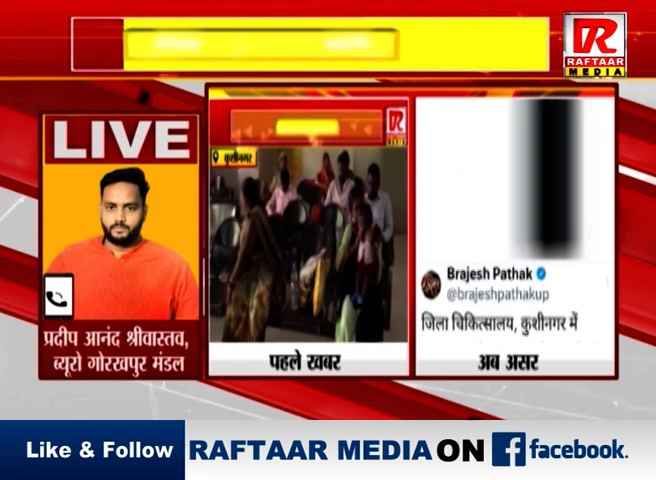 RAFTAAR
MEDIA
LIVE
कुशीनगर
Brajesh Pathak
@brajeshpathakup
जिला चिकित्सालय, कुशीनगर में
प्रदीप आनंद श्रीवास्तव,
ब्यूरो गोरखपुर मंडल
पहले खबर
अब असर
Like & Follow
RAFTAAR MEDIA ON facebook.